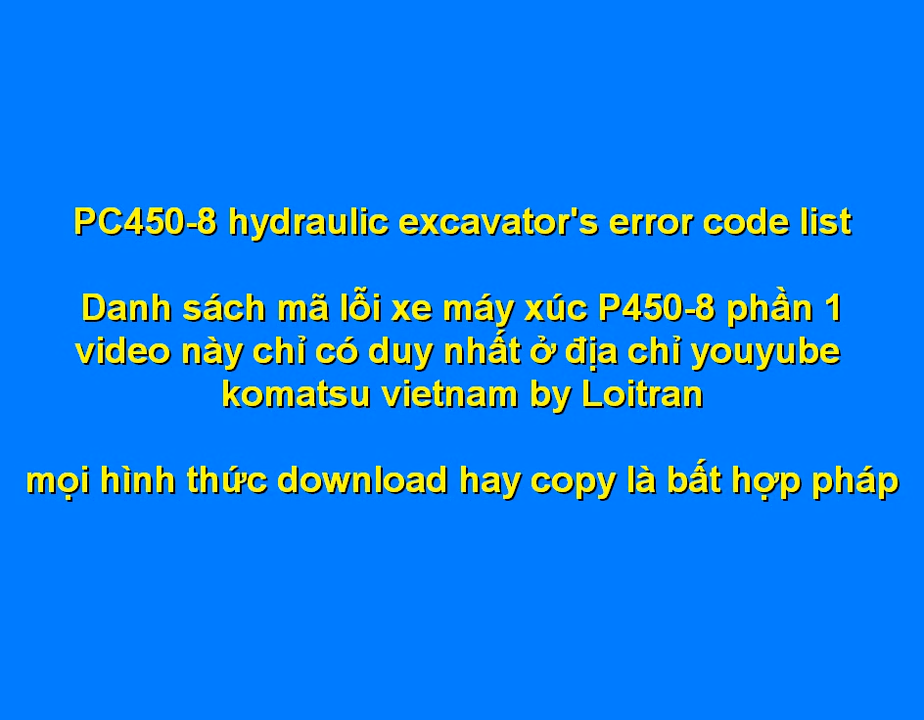 PC450-8 hydraulic excavator's error code list
Danh sách mã lỗi xe máy xúc P450-8 phần 1
video này chỉ có duy nhất ở địa chỉ youyube
komatsu vietnam by Loitran
mọi hình thức download hay copy là bất hợp pháp